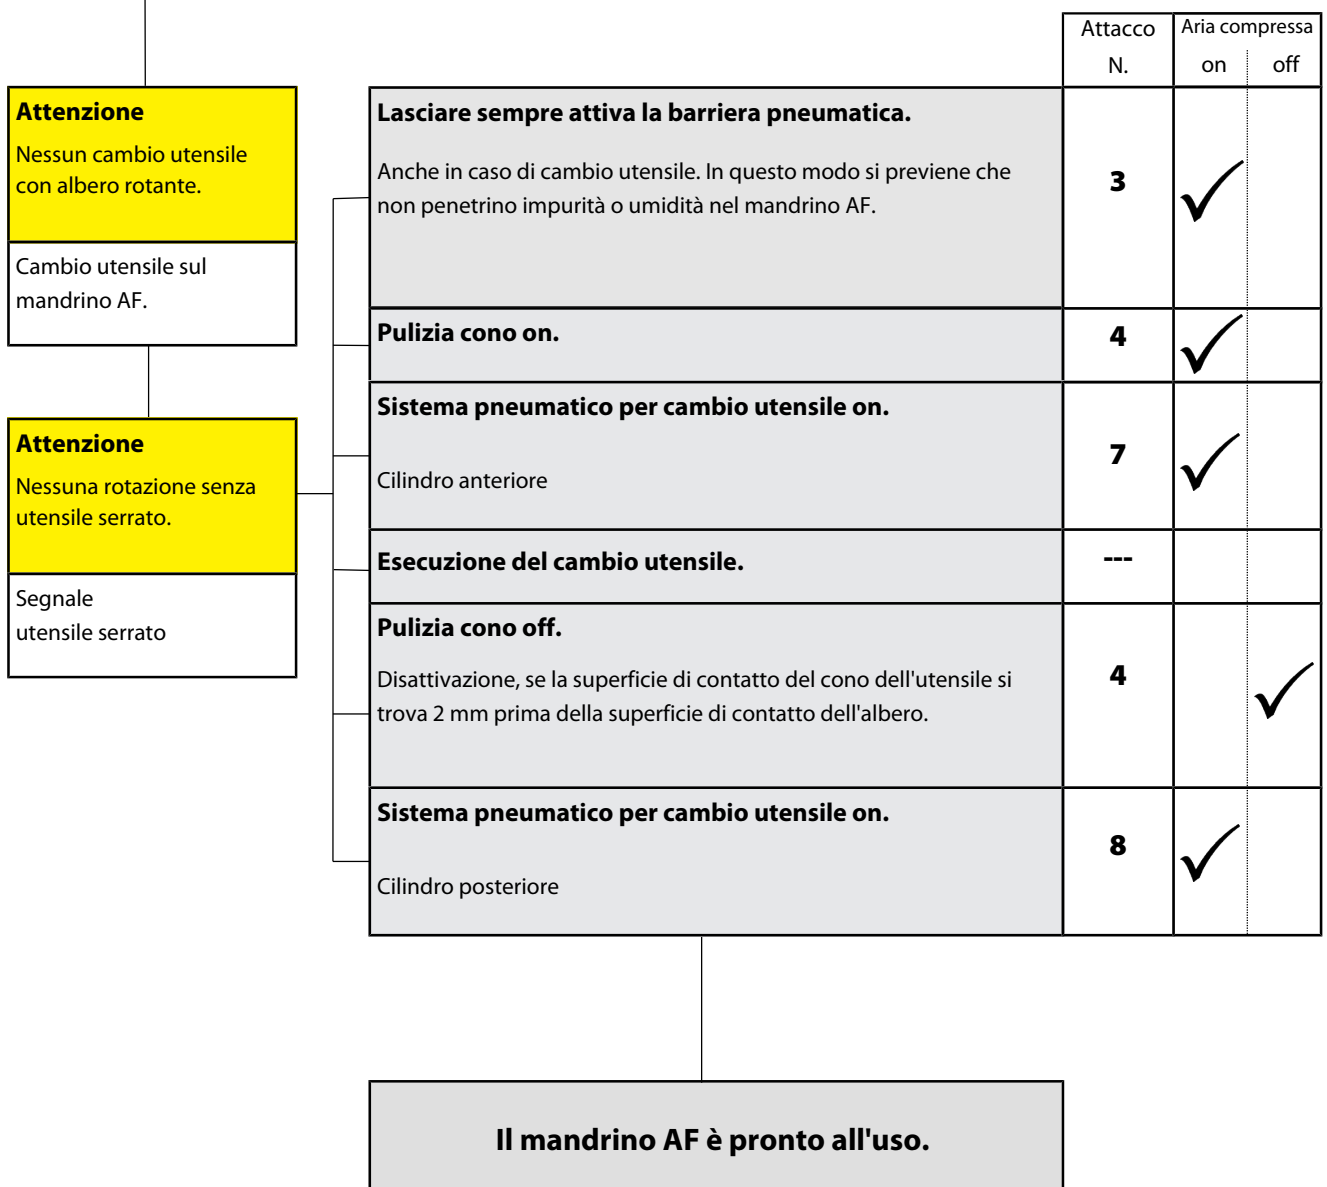 Attacco
N.
Aria compressa
on
off
Attenzione
Nessun cambio utensile
con albero rotante.
Cambio utensile sul
mandrino AF.
Attenzione
Nessuna rotazione senza
utensile serrato.
Segnale
utensile serrato
Lasciare sempre attiva la barriera pneumatica.
Anche in caso di cambio utensile. In questo modo si previene che
non penetrino impurità o umidità nel mandrino AF.
3
Pulizia cono on.
4
Sistema pneumatico per cambio utensile on.
Cilindro anteriore
7
Esecuzione del cambio utensile.
---
Pulizia cono off.
Disattivazione, se la superficie di contatto del cono dell'utensile si
trova 2 mm prima della superficie di contatto dell'albero.
4
Sistema pneumatico per cambio utensile on.
Cilindro posteriore
8
Il mandrino AF è pronto all'uso.